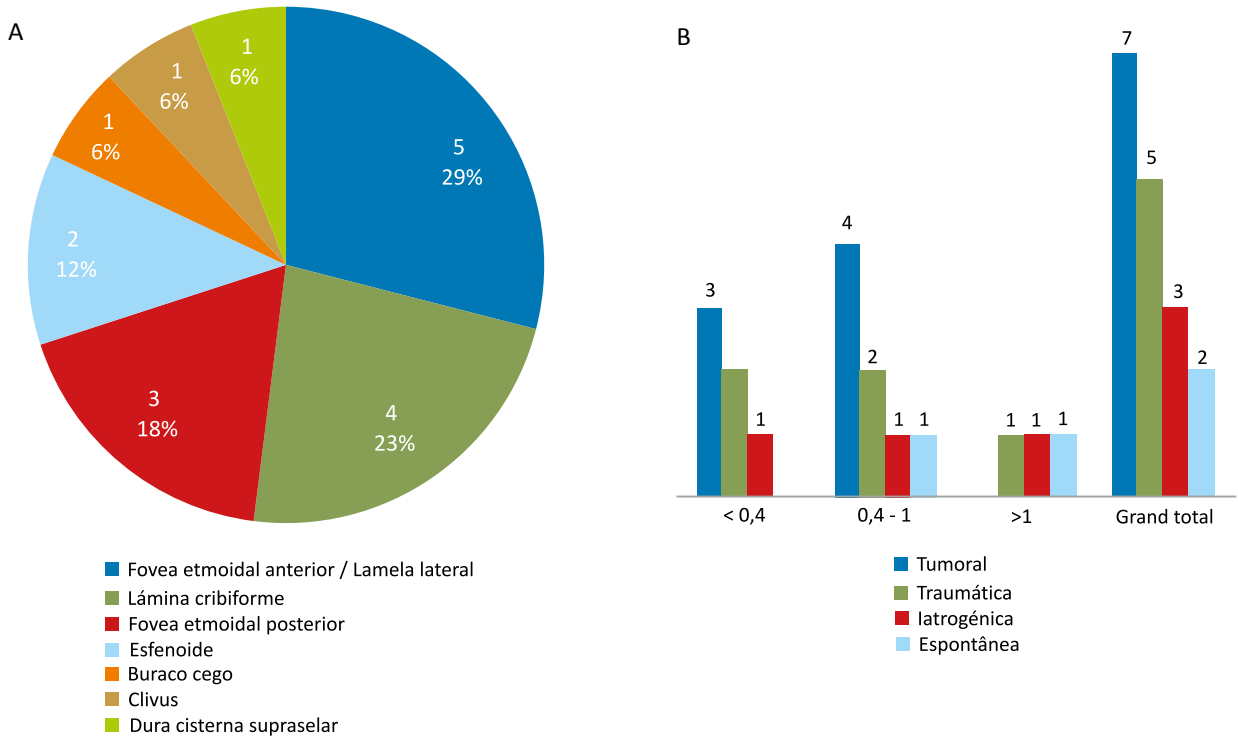 A
5
29%
4
23%
3
18%
2
12%
1
6%
1
6%
1
6%
Fovea etmoidal anterior / Lamela lateral
Lámina cribiforme
Fovea etmoidal posterior
Esfenoide
Buraco cego
Clivus
Dura cisterna supraselar
B
3
1
4
2
1
1
1
1
1
7
5
3
2
< 0,4
0,4 - 1
>1
Grand total
Tumoral
Traumática
Iatrogénica
Espontânea